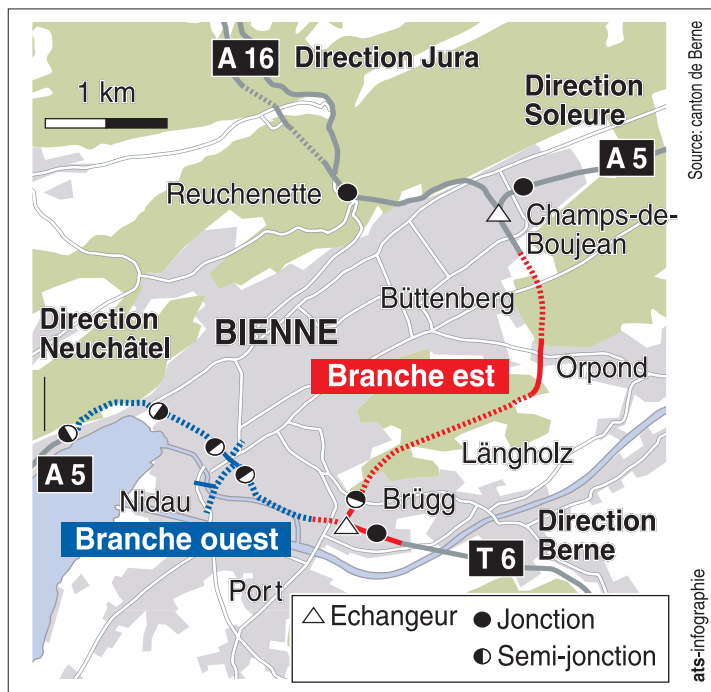 A 16
Direction Jura
1 km
Direction
Soleure
A 5
Source: canton de Berne
Reuchenette
Champs-de-
Boujean
Büttenberg
Direction
Neuchâtel
BIENNE
Branche est
Orpond
Längholz
A 5
Nidau
Brügg
Branche ouest
Direction
Berne
T 6
Port
Echangeur
Jonction
Semi-jonction
ats-infographie